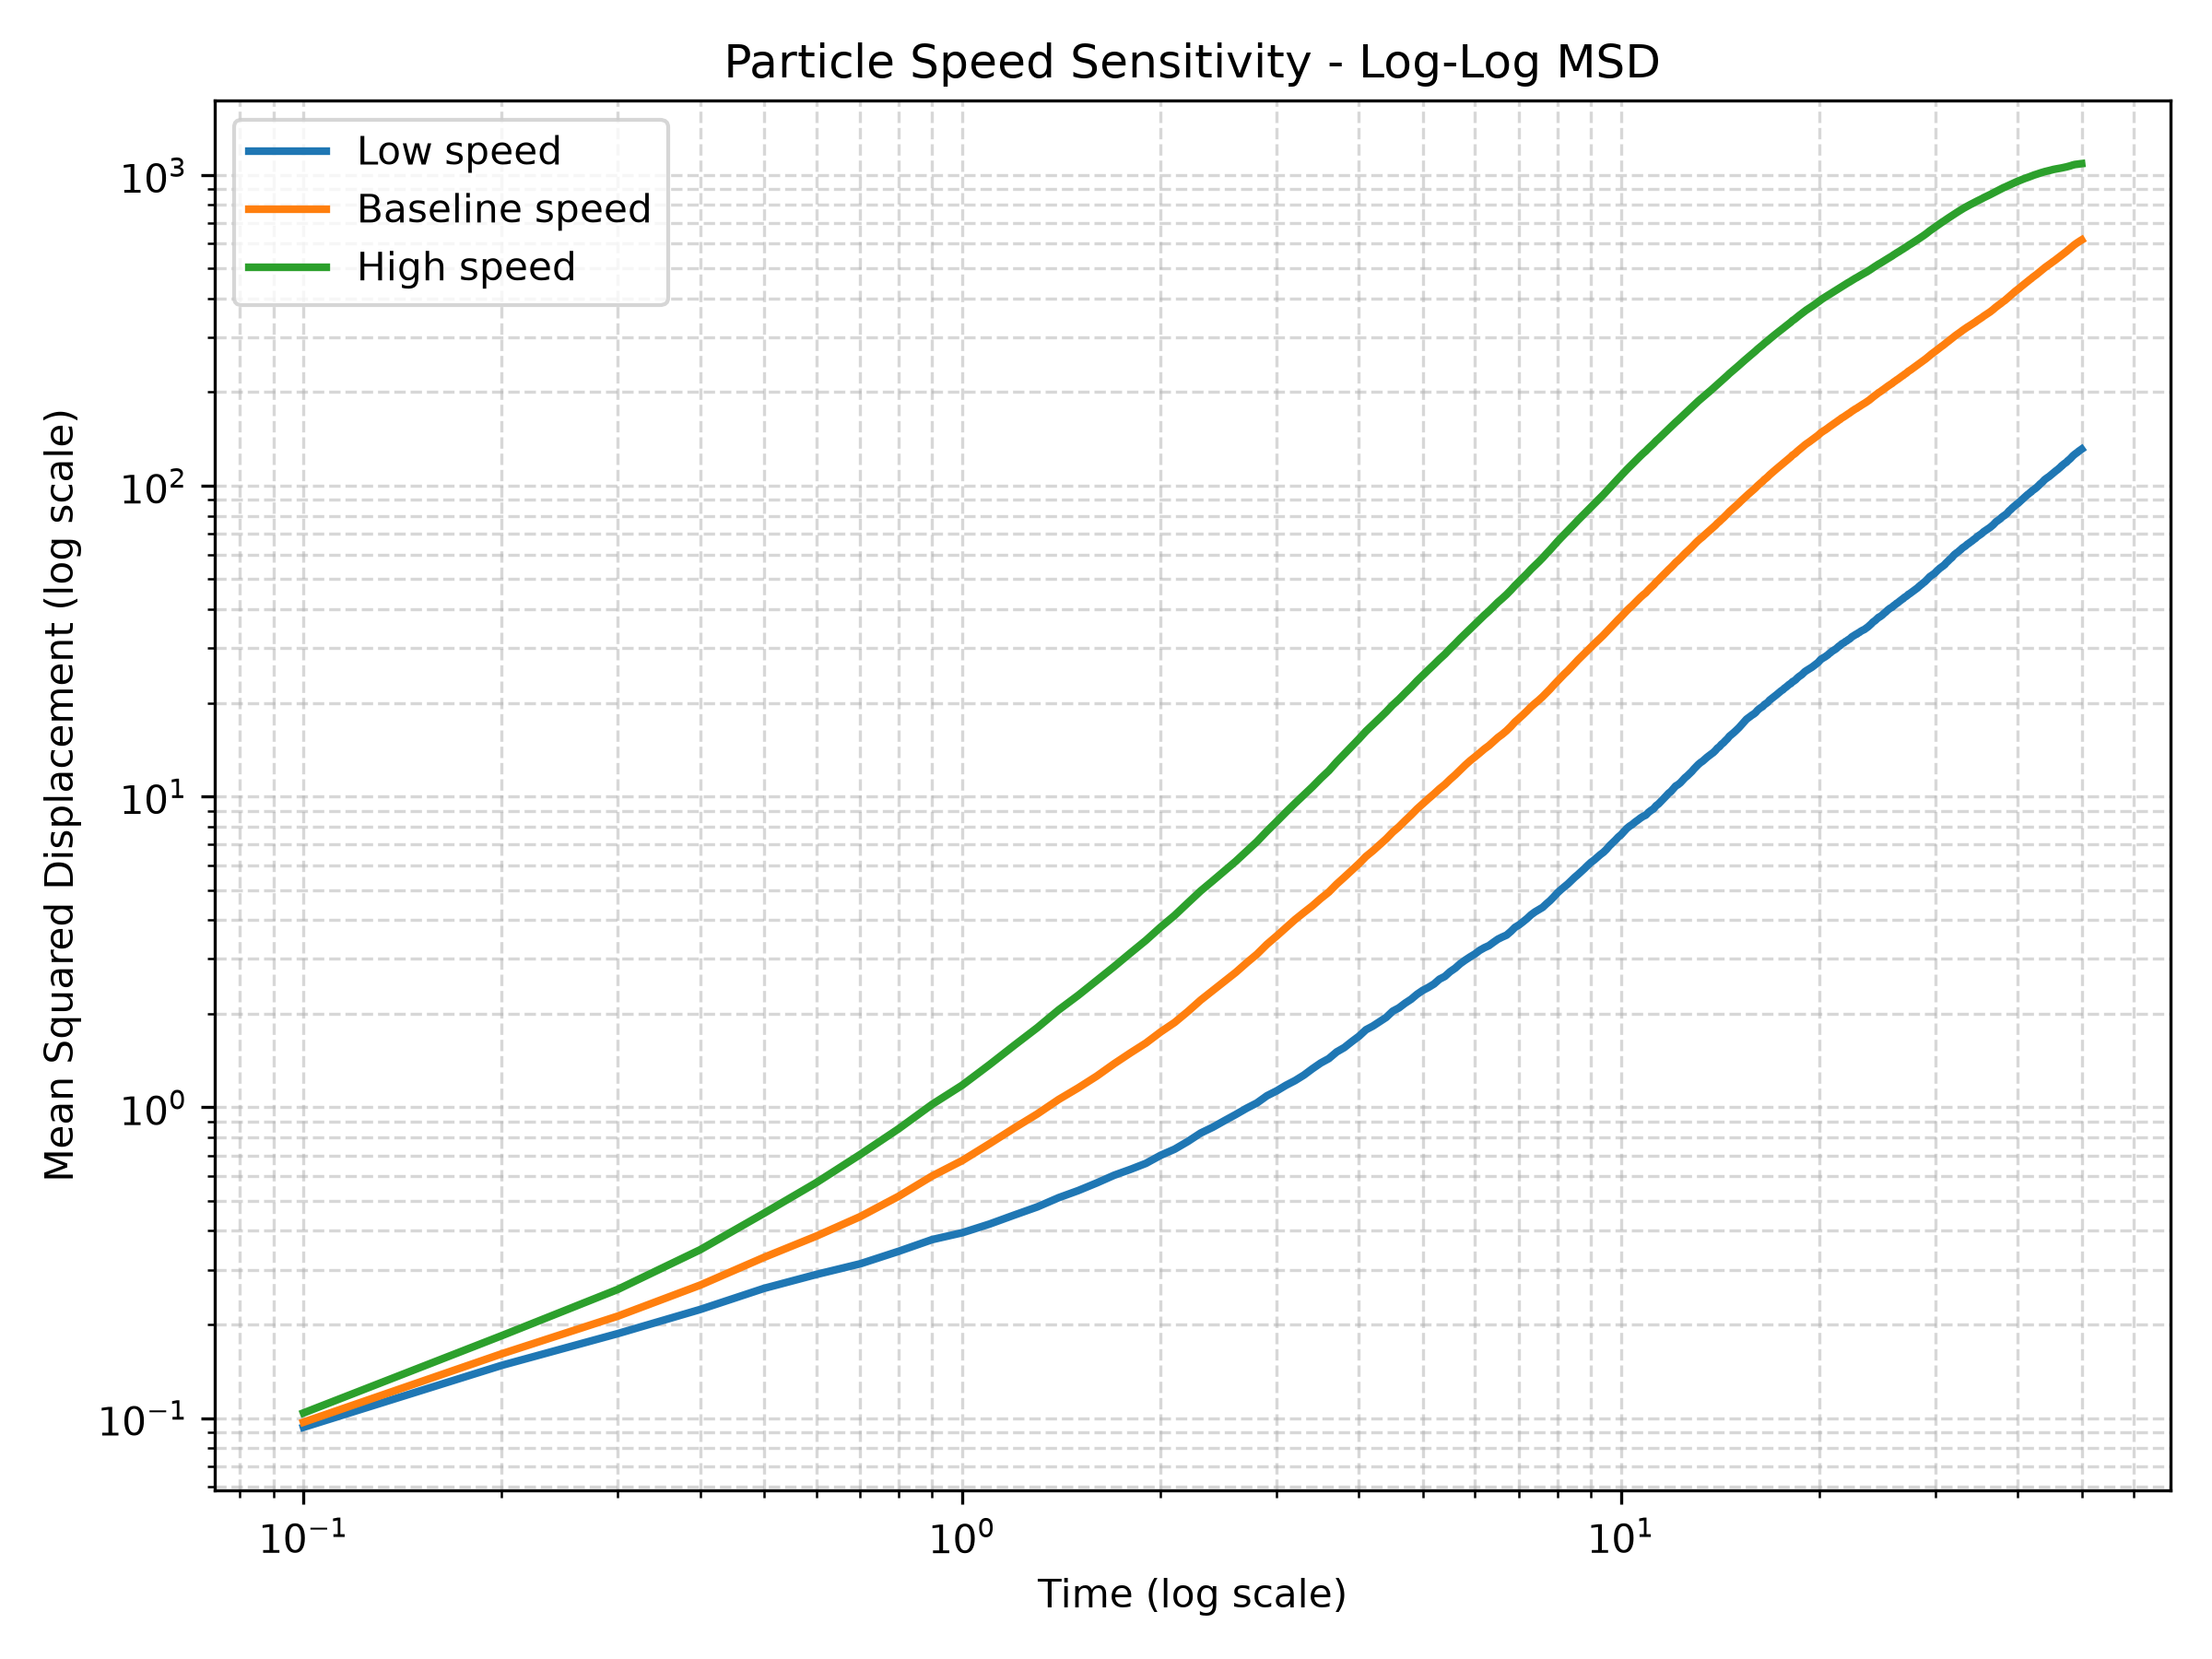 Particle Speed Sensitivity - Log-Log MSD
Low speed
Baseline speed
High speed
Mean Squared Displacement (log scale)
10³
10²
10¹
10⁰
10⁻¹
10⁻¹ 10⁰ 10¹
Time (log scale)